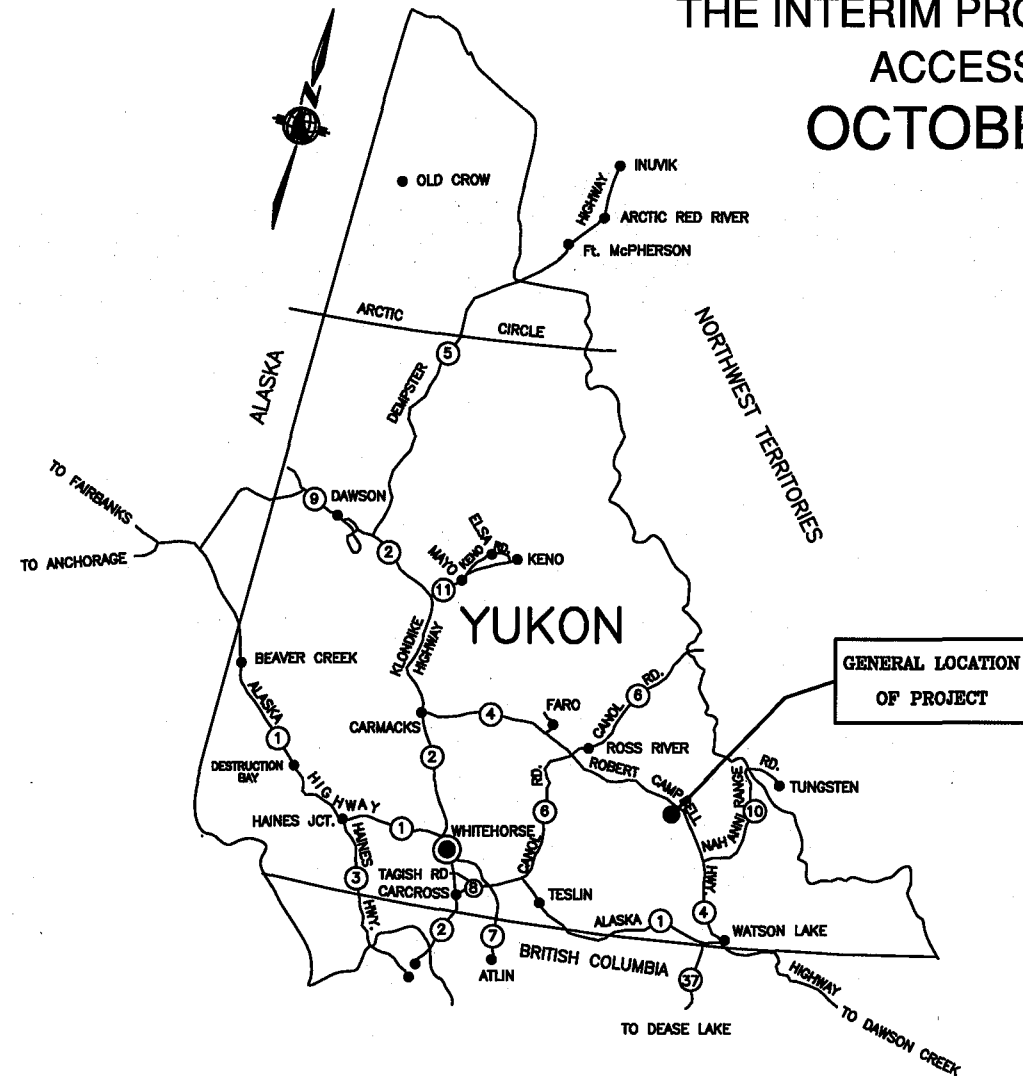 THE INTERIM PRO
ACCESS
OCTOBE
N
OLD CROW
INUVIK
HIGHWAY
ARCTIC RED RIVER
Ft. McPHERSON
ARCTIC CIRCLE
5
DEMPSTER
ALASKA
NORTHWEST TERRITORIES
TO FAIRBANKS
TO ANCHORAGE
9
DAWSON
2
ELSA
MAYO
KENO RD.
KENO
11
KLONDIKE
HIGHWAY
YUKON
BEAVER CREEK
GENERAL LOCATION
OF PROJECT
ALASKA
1
HIGHWAY
DESTRUCTION
BAY
CARMACKS
4
FARO
CANOL
6
RD.
ROSS RIVER
2
ROBERT CAMPBELL
HWY.
RD.
TUNGSTEN
NAHANNI RANGE
10
HAINES JCT.
1
WHITEHORSE
CANOL
6
RD.
HAINES
3
HWY.
TAGISH RD
8
CARCROSS
TESLIN
ALASKA
1
4
WATSON LAKE
2
7
ATLIN
BRITISH COLUMBIA
37
HIGHWAY
TO DEASE LAKE
TO DAWSON CREEK